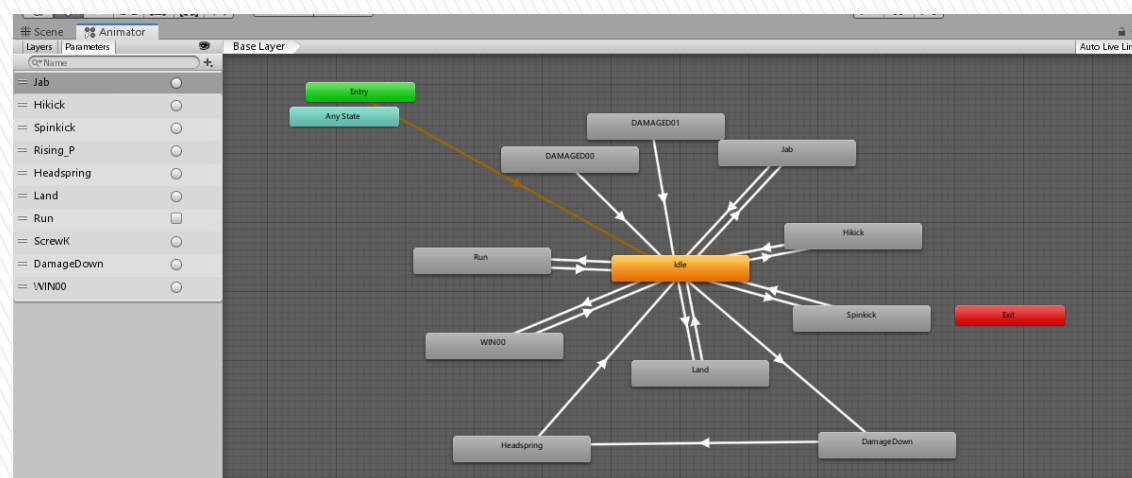 Scene
Animator
Layers
Parameters
Base Layer
Auto Live Lin
Name
Jab
Hikick
Spinkick
Rising_P
Headspring
Land
Run
ScrewK
DamageDown
WIN00
Entry
Any State
DAMAGED01
DAMAGED00
Jab
Hikick
Run
Idle
Spinkick
Exit
WIN00
Land
Headspring
DamageDown